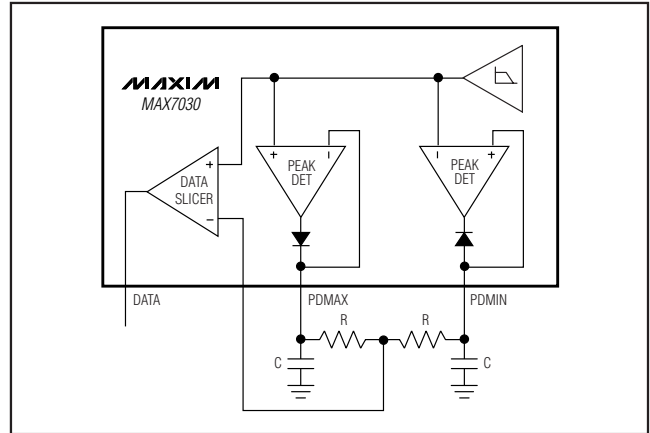 MAXIM
MAX7030
+
−
PEAK
DET
−
+
PEAK
DET
+
DATA
SLICER
−
DATA
PDMAX
PDMIN
R
R
C
C